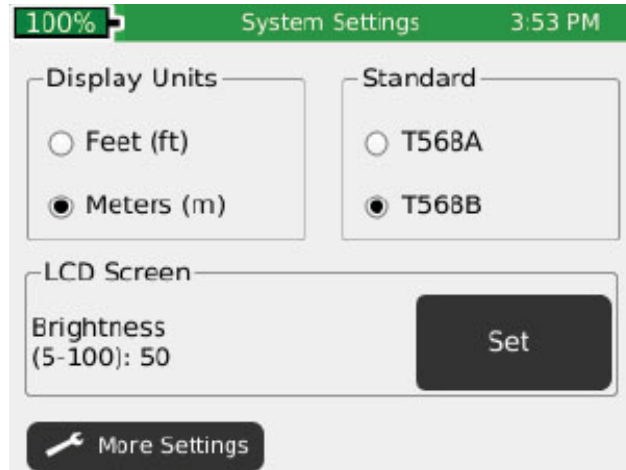 100% System Settings 3:53 PM
Display Units
Feet (ft)
Meters (m)
Standard
T568A
T568B
LCD Screen
Brightness
(5-100): 50
Set
More Settings